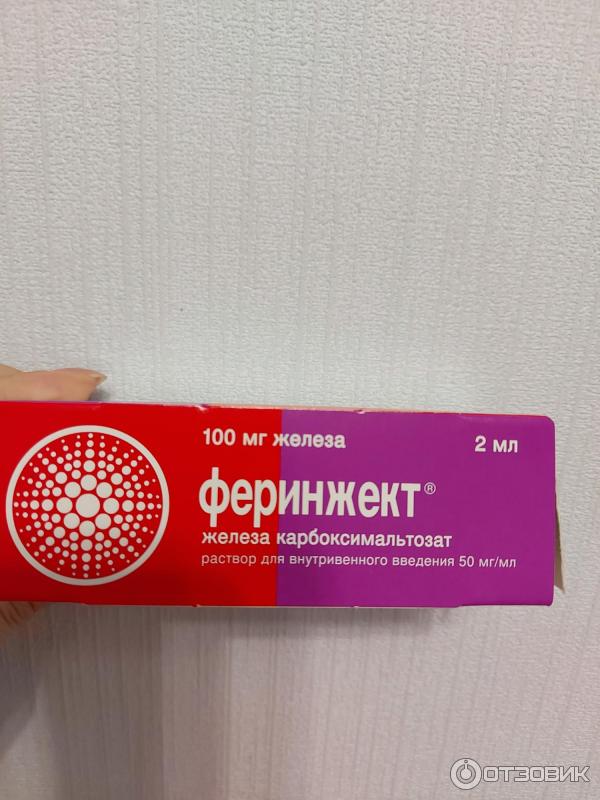 100 мг железа
2 мл
феринжект®
железа карбоксимальтозат
раствор для внутривенного введения 50 мг/мл
ОТЗОВИК